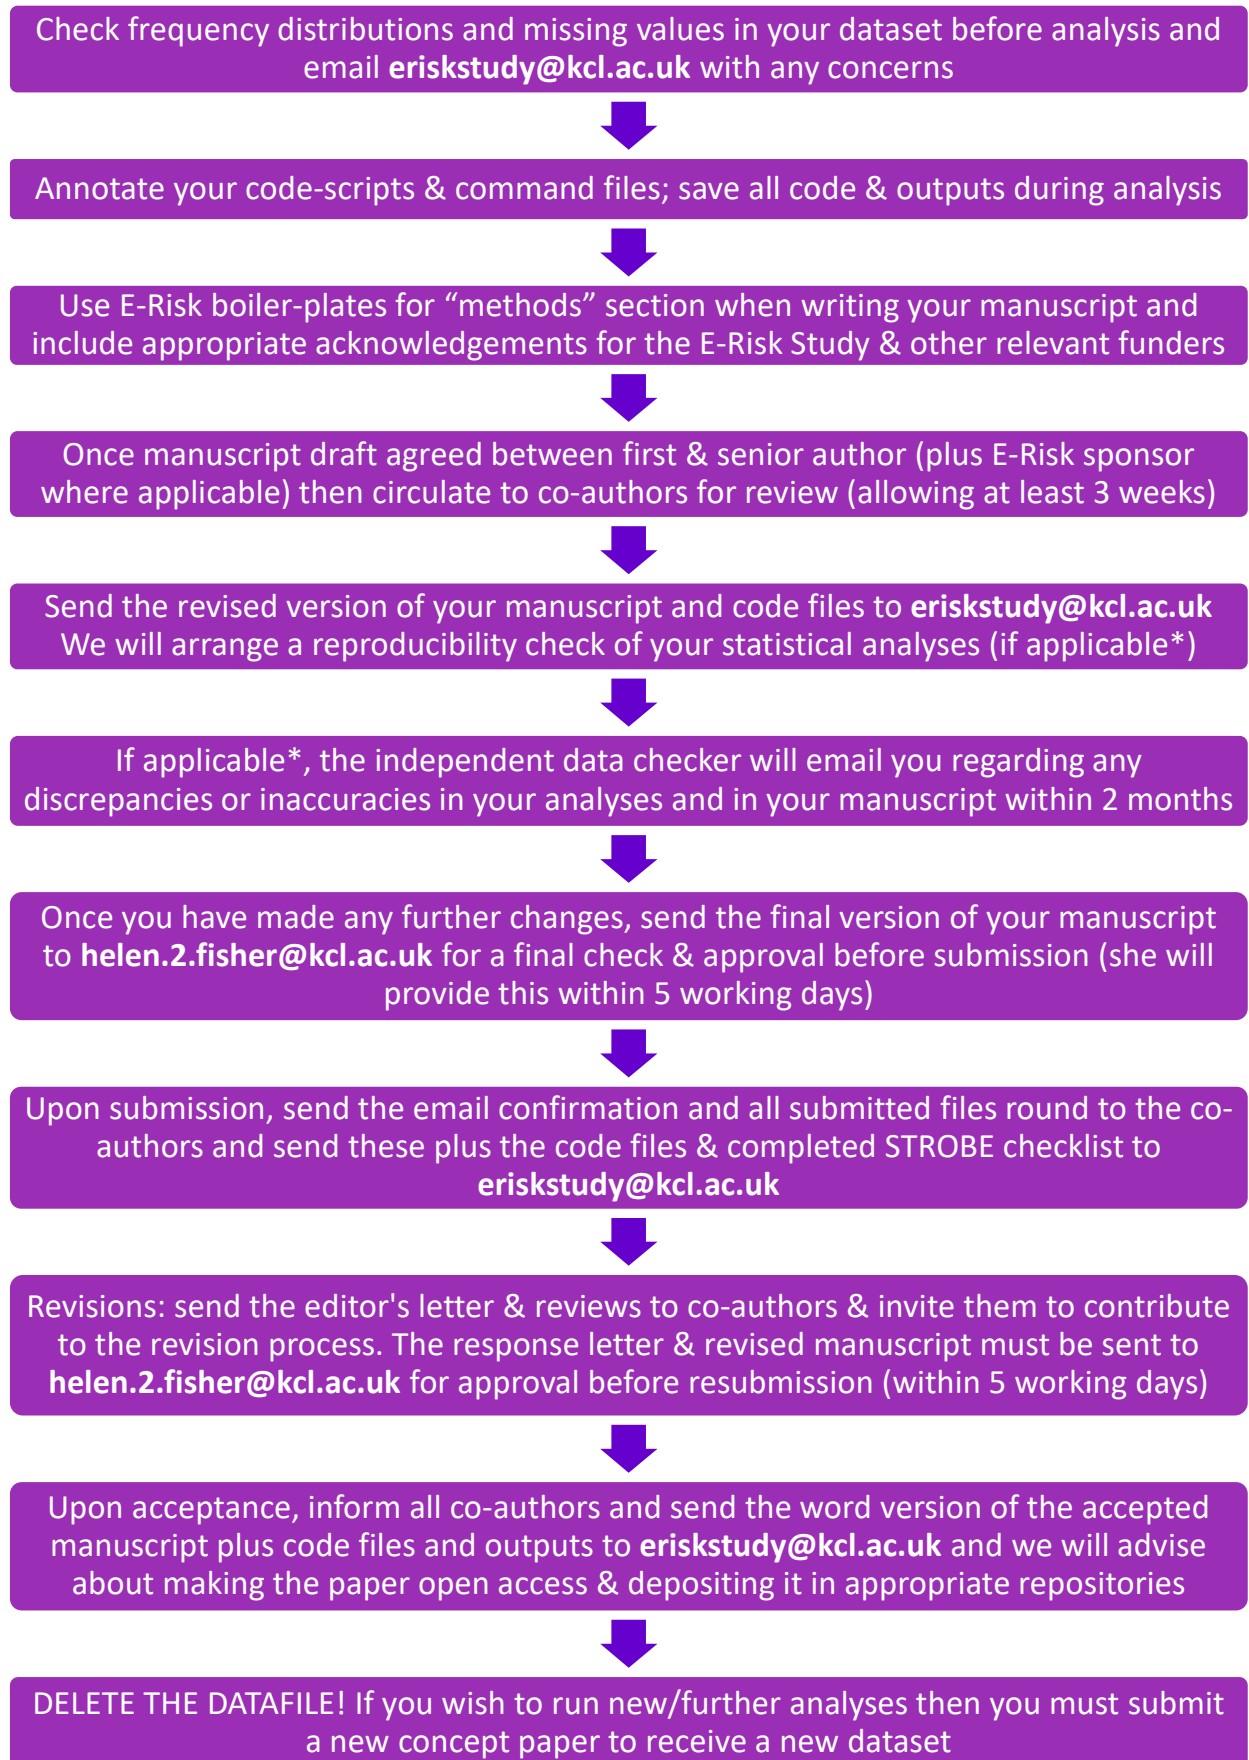 Check frequency distributions and missing values in your dataset before analysis and
email eriskstudy@kcl.ac.uk with any concerns
Annotate your code-scripts & command files; save all code & outputs during analysis
Use E-Risk boiler-plates for “methods” section when writing your manuscript and
include appropriate acknowledgements for the E-Risk Study & other relevant funders
Once manuscript draft agreed between first & senior author (plus E-Risk sponsor
where applicable) then circulate to co-authors for review (allowing at least 3 weeks)
Send the revised version of your manuscript and code files to eriskstudy@kcl.ac.uk
We will arrange a reproducibility check of your statistical analyses (if applicable*)
If applicable*, the independent data checker will email you regarding any
discrepancies or inaccuracies in your analyses and in your manuscript within 2 months
Once you have made any further changes, send the final version of your manuscript
to helen.2.fisher@kcl.ac.uk for a final check & approval before submission (she will
provide this within 5 working days)
Upon submission, send the email confirmation and all submitted files round to the co-
authors and send these plus the code files & completed STROBE checklist to
eriskstudy@kcl.ac.uk
Revisions: send the editor's letter & reviews to co-authors & invite them to contribute
to the revision process. The response letter & revised manuscript must be sent to
helen.2.fisher@kcl.ac.uk for approval before resubmission (within 5 working days)
Upon acceptance, inform all co-authors and send the word version of the accepted
manuscript plus code files and outputs to eriskstudy@kcl.ac.uk and we will advise
about making the paper open access & depositing it in appropriate repositories
DELETE THE DATAFILE! If you wish to run new/further analyses then you must submit
a new concept paper to receive a new dataset